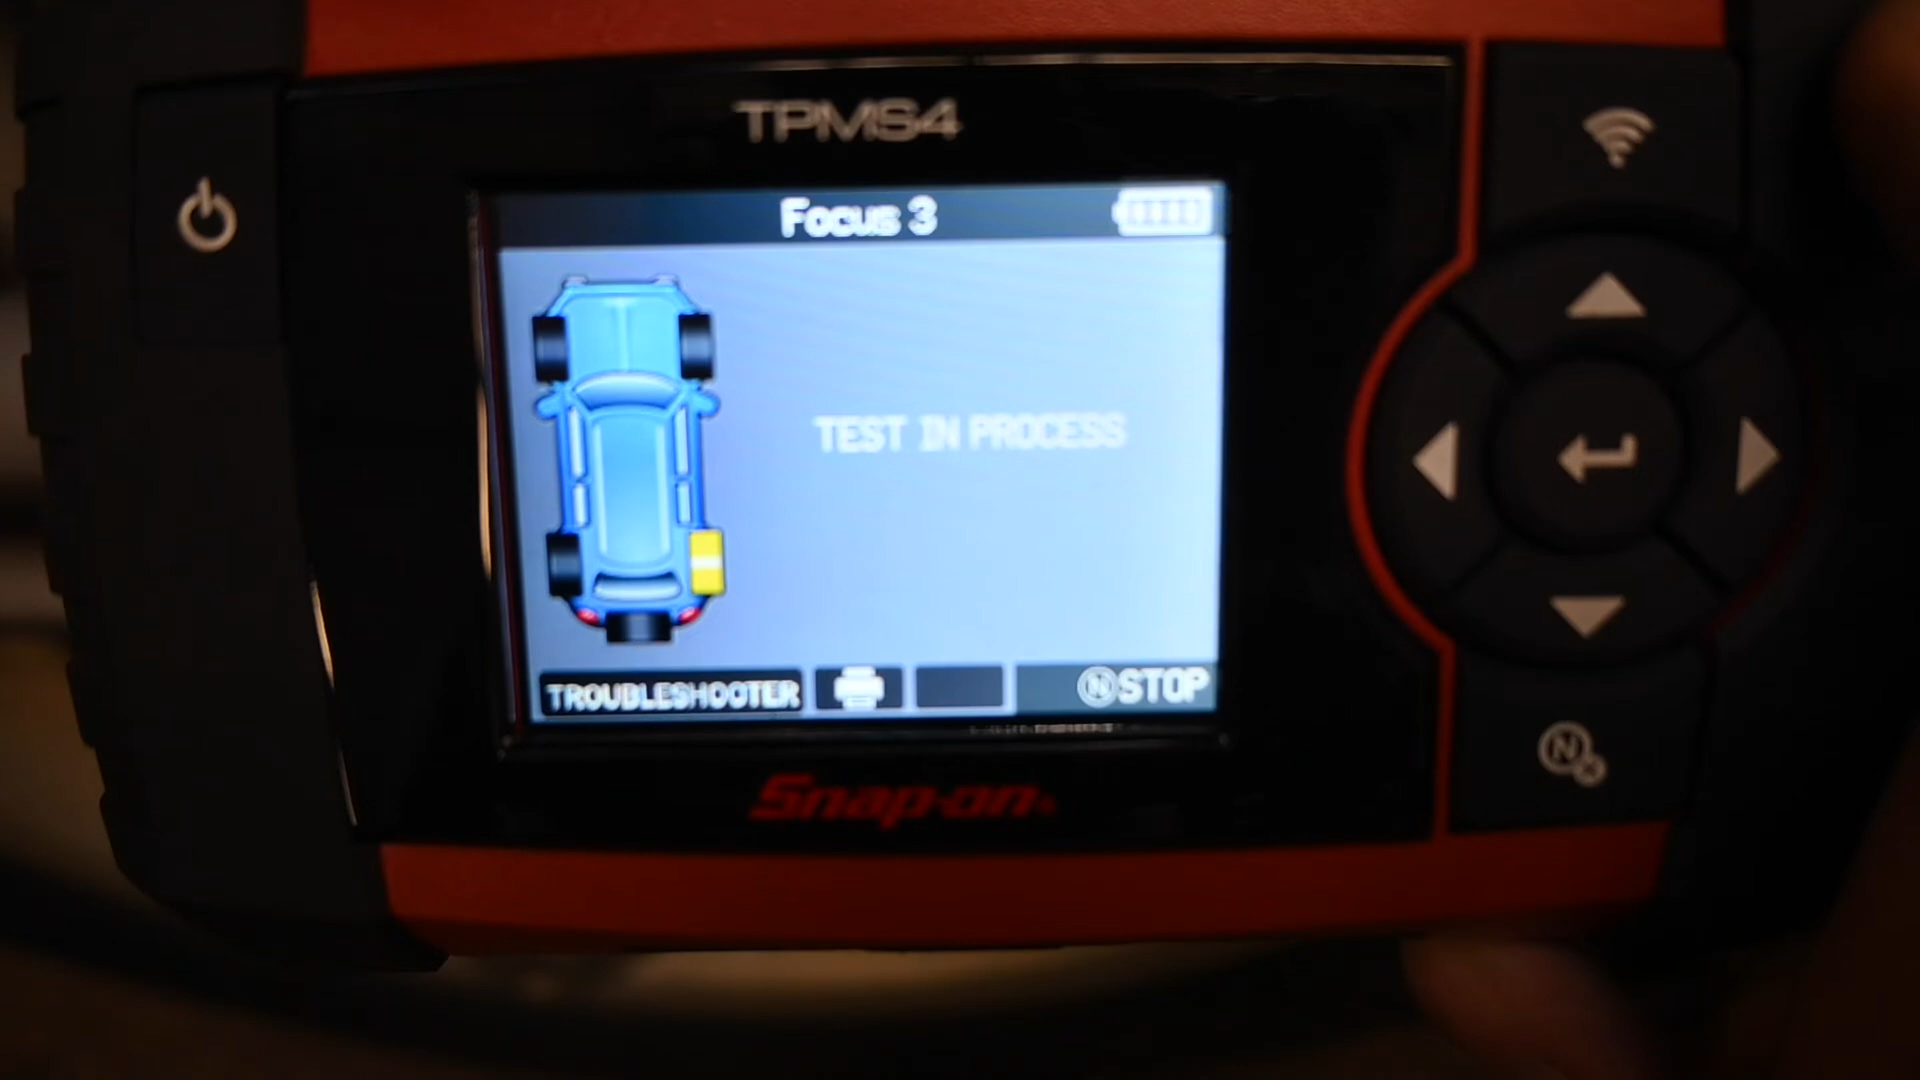 TPMS4
Focus 3
TEST IN PROCESS
TROUBLESHOOTER
Ⓝ STOP
Snap-on
N